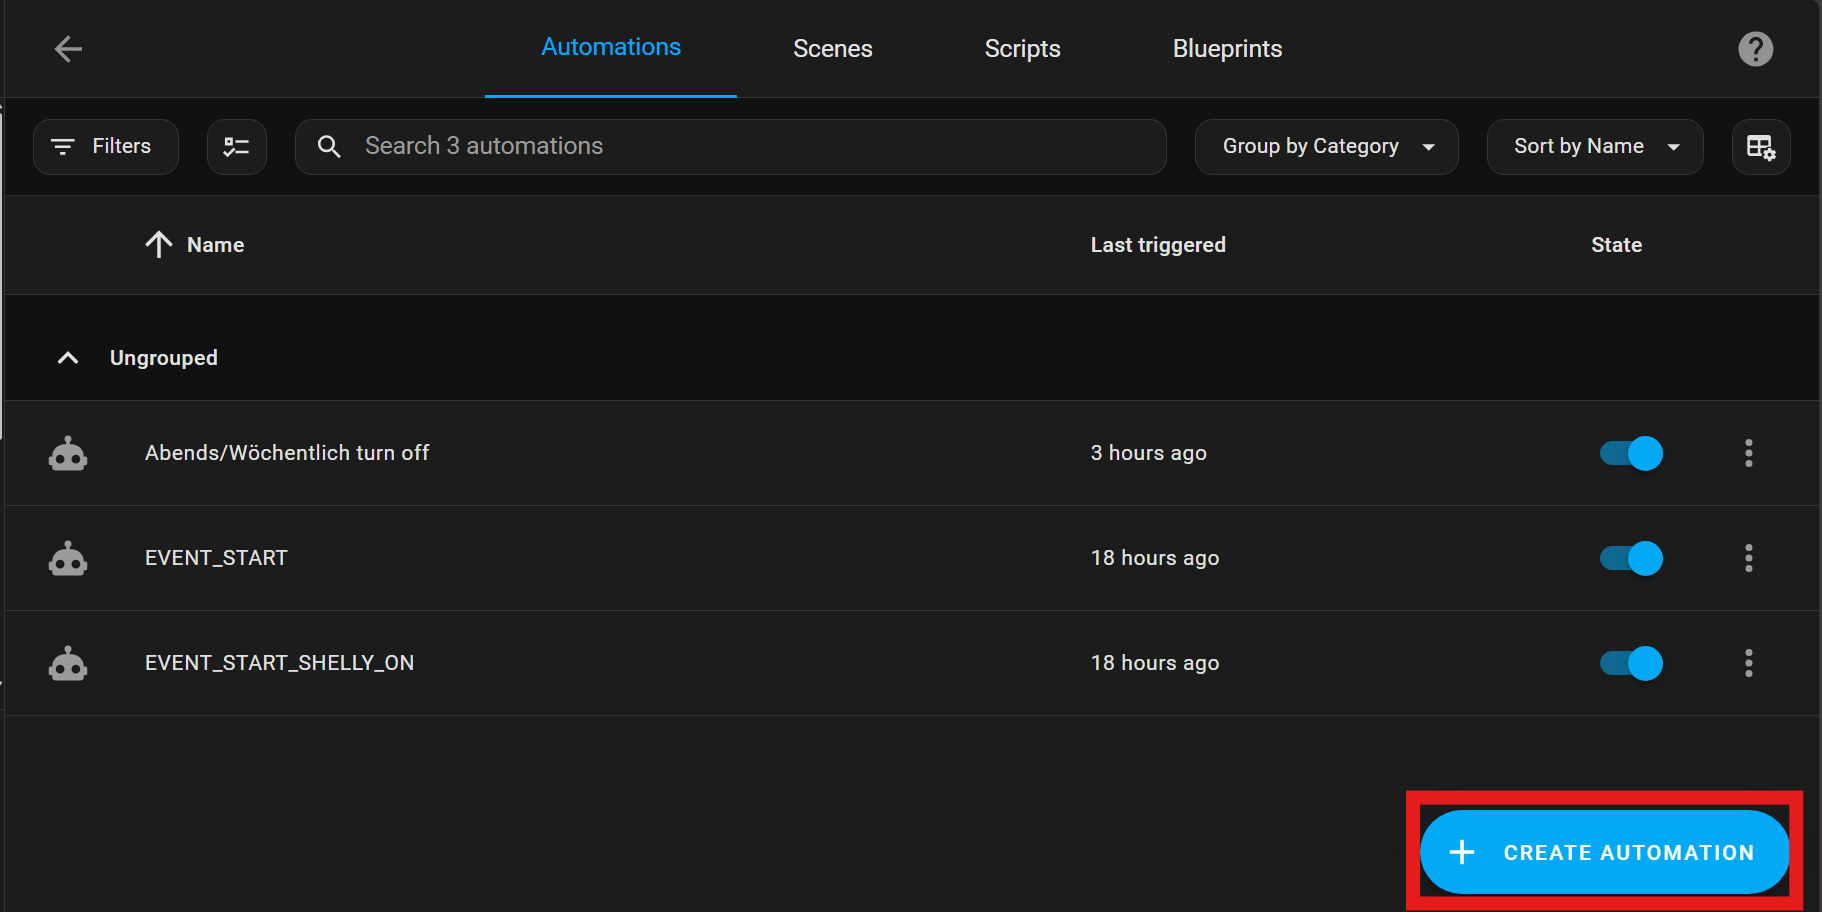 Automations Scenes Scripts Blueprints
Filters Search 3 automations Group by Category Sort by Name
Name Last triggered State
Ungrouped
Abends/Wöchentlich turn off 3 hours ago
EVENT_START 18 hours ago
EVENT_START_SHELLY_ON 18 hours ago
CREATE AUTOMATION